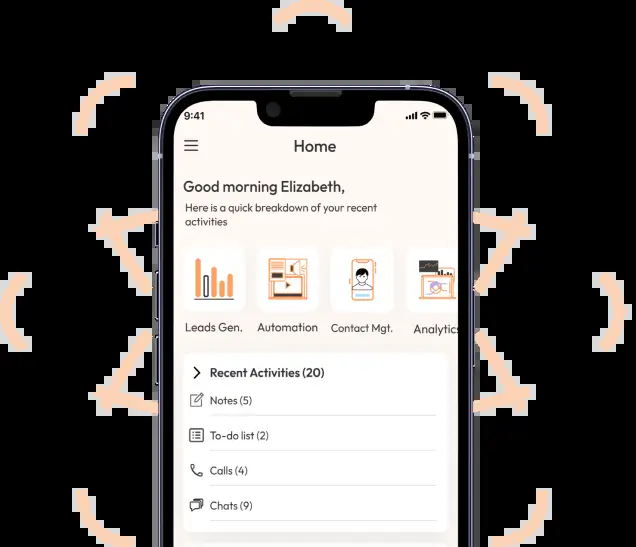 9:41
Home
Good morning Elizabeth,
Here is a quick breakdown of your recent
activities
Leads Gen. Automation Contact Mgt. Analytics
Recent Activities (20)
Notes (5)
To-do list (2)
Calls (4)
Chats (9)